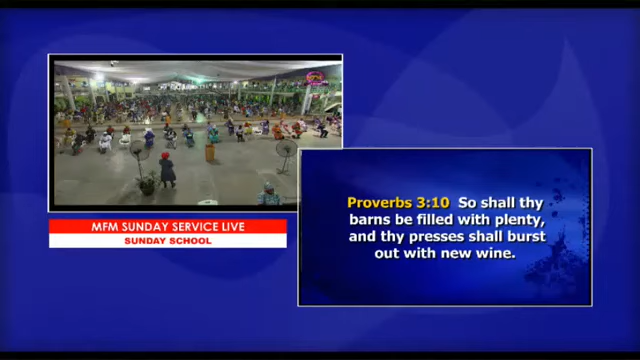 MFM SUNDAY SERVICE LIVE
SUNDAY SCHOOL
Proverbs 3:10 So shall thy
barns be filled with plenty,
and thy presses shall burst
out with new wine.